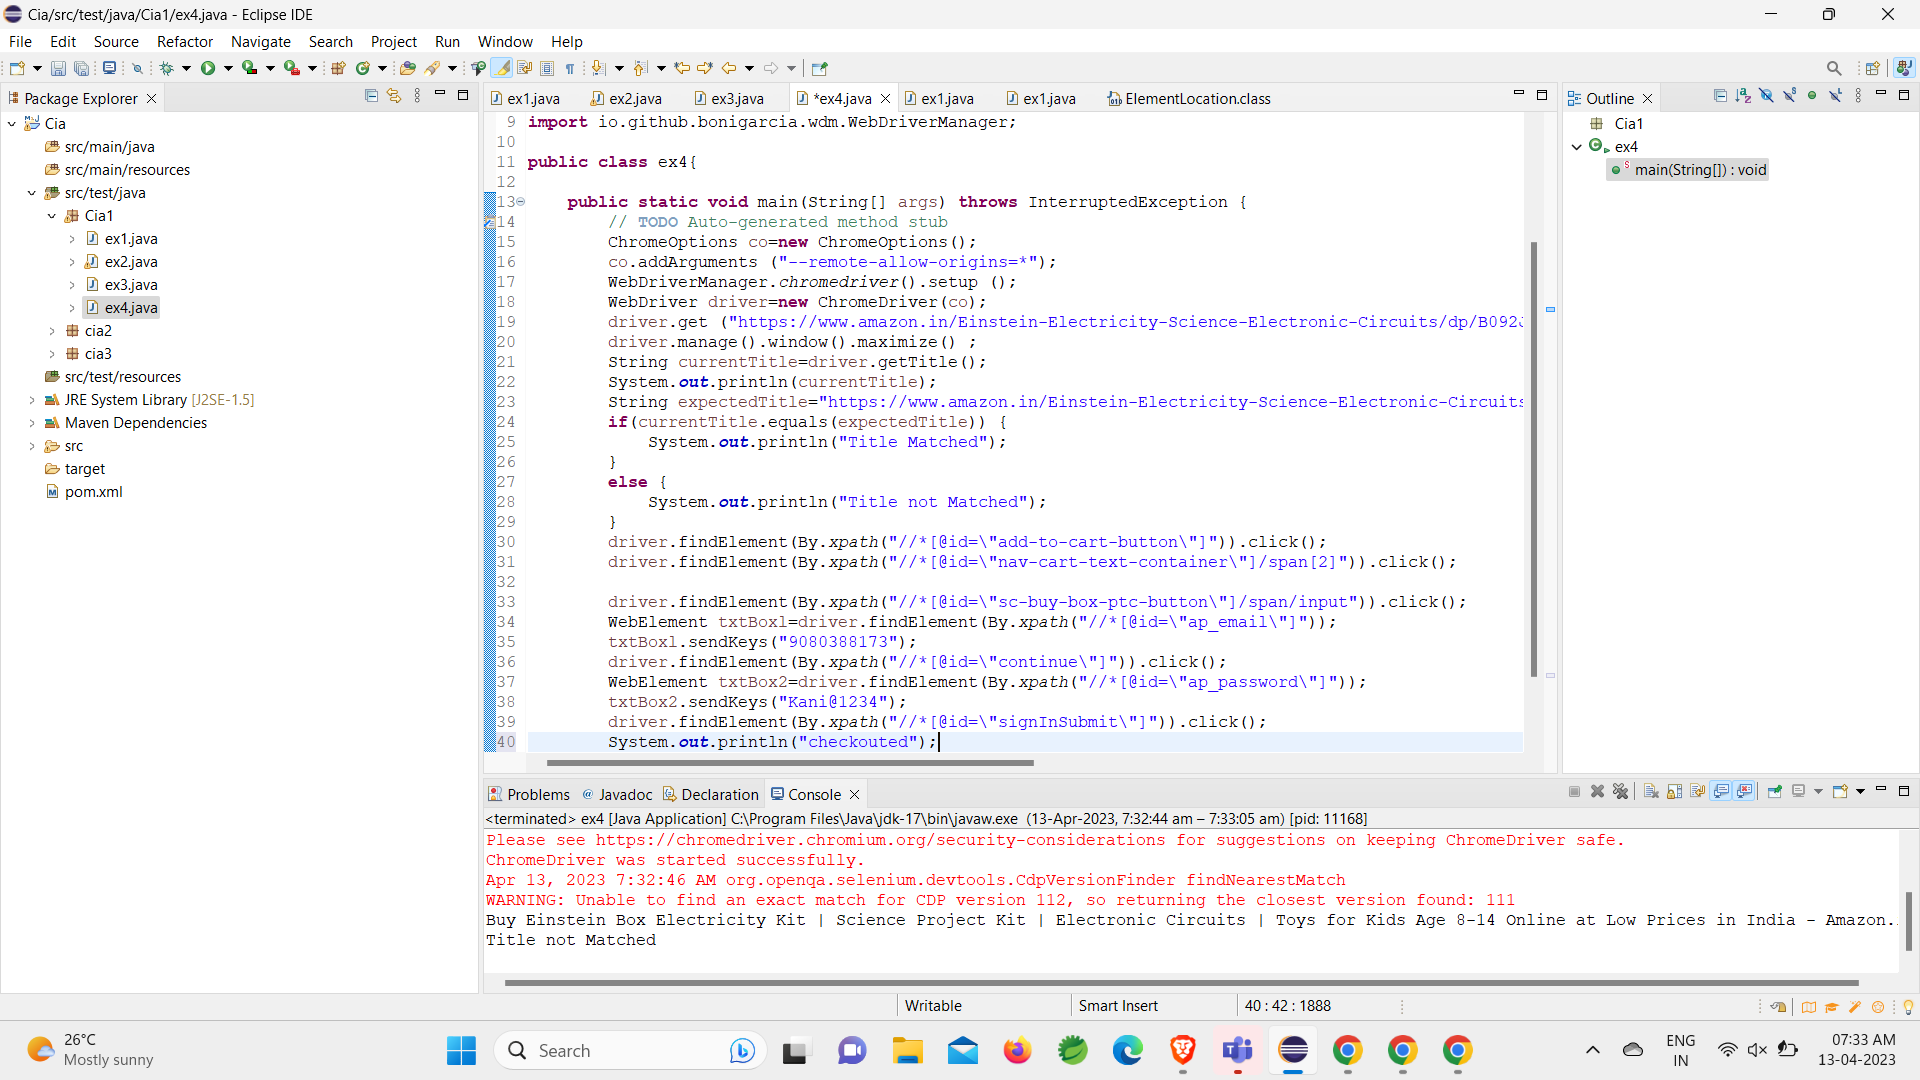 Cia/src/test/java/Cia1/ex4.java - Eclipse IDE
File Edit Source Refactor Navigate Search Project Run Window Help
Package Explorer
Cia
src/main/java
src/main/resources
src/test/java
Cia1
ex1.java
ex2.java
ex3.java
ex4.java
cia2
cia3
src/test/resources
JRE System Library [J2SE-1.5]
Maven Dependencies
src
target
pom.xml
ex1.java ex2.java ex3.java *ex4.java ex1.java ex1.java ElementLocation.class
9 import io.github.bonigarcia.wdm.WebDriverManager;
10
11 public class ex4{
12
13 public static void main(String[] args) throws InterruptedException {
14 // TODO Auto-generated method stub
15 ChromeOptions co=new ChromeOptions();
16 co.addArguments ("--remote-allow-origins=*");
17 WebDriverManager.chromedriver().setup ();
18 WebDriver driver=new ChromeDriver(co);
19 driver.get ("https://www.amazon.in/Einstein-Electricity-Science-Electronic-Circuits/dp/B092J
20 driver.manage().window().maximize() ;
21 String currentTitle=driver.getTitle();
22 System.out.println(currentTitle);
23 String expectedTitle="https://www.amazon.in/Einstein-Electricity-Science-Electronic-Circuits
24 if(currentTitle.equals(expectedTitle)) {
25 System.out.println("Title Matched");
26 }
27 else {
28 System.out.println("Title not Matched");
29 }
30 driver.findElement(By.xpath("//*[@id=\"add-to-cart-button\"]")).click();
31 driver.findElement(By.xpath("//*[@id=\"nav-cart-text-container\"]/span[2]")).click();
32
33 driver.findElement(By.xpath("//*[@id=\"sc-buy-box-ptc-button\"]/span/input")).click();
34 WebElement txtBox1=driver.findElement(By.xpath("//*[@id=\"ap_email\"]"));
35 txtBox1.sendKeys("9080388173");
36 driver.findElement(By.xpath("//*[@id=\"continue\"]")).click();
37 WebElement txtBox2=driver.findElement(By.xpath("//*[@id=\"ap_password\"]"));
38 txtBox2.sendKeys("Kani@1234");
39 driver.findElement(By.xpath("//*[@id=\"signInSubmit\"]")).click();
40 System.out.println("checkouted");
Outline
Cia1
ex4
main(String[]) : void
Problems Javadoc Declaration Console
<terminated> ex4 [Java Application] C:\Program Files\Java\jdk-17\bin\javaw.exe (13-Apr-2023, 7:32:44 am – 7:33:05 am) [pid: 11168]
Please see https://chromedriver.chromium.org/security-considerations for suggestions on keeping ChromeDriver safe.
ChromeDriver was started successfully.
Apr 13, 2023 7:32:46 AM org.openqa.selenium.devtools.CdpVersionFinder findNearestMatch
WARNING: Unable to find an exact match for CDP version 112, so returning the closest version found: 111
Buy Einstein Box Electricity Kit | Science Project Kit | Electronic Circuits | Toys for Kids Age 8-14 Online at Low Prices in India - Amazon.
Title not Matched
Writable Smart Insert 40 : 42 : 1888
26°C
Mostly sunny
Search
ENG
IN
07:33 AM
13-04-2023